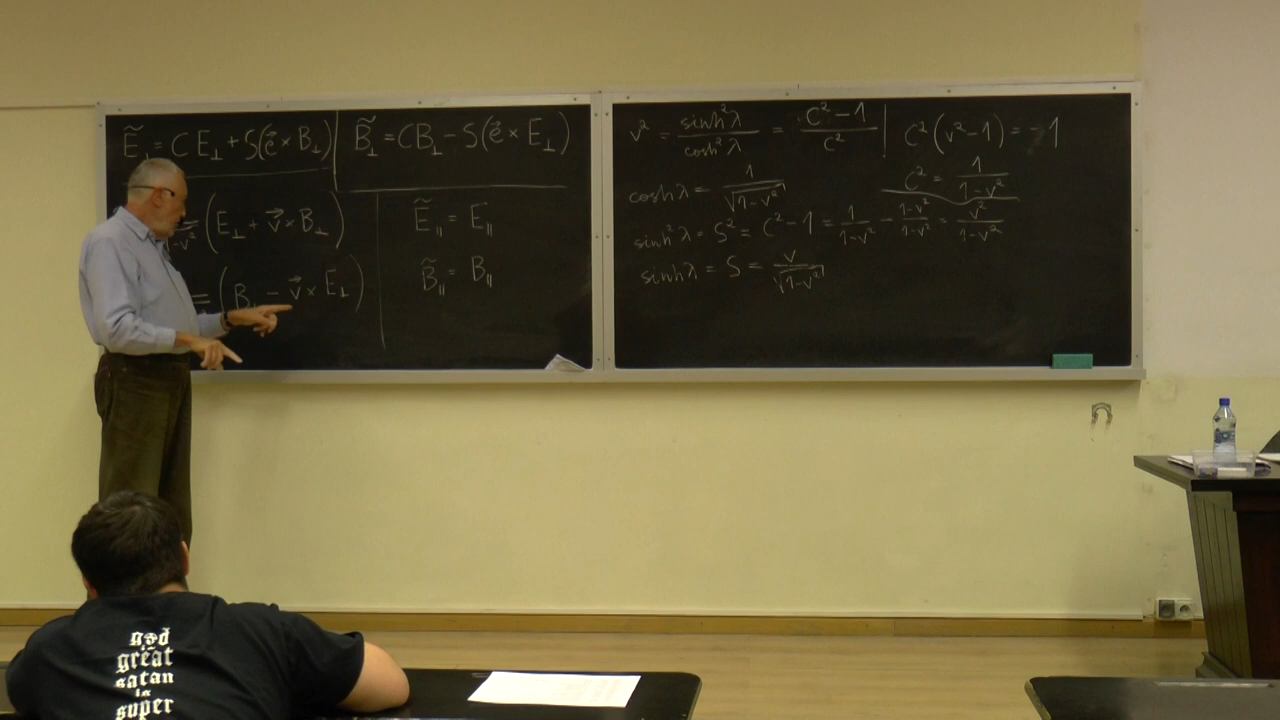 Ẽ⊥ = C E⊥ + S(e⃗ × B⊥)
B̃⊥ = CB⊥ − S(e⃗ × E⊥)
= (E⊥ + v⃗ × B⊥)
= (B⊥ − v⃗ × E⊥)
Ẽ∥ = E∥
B̃∥ = B∥
v² = sinh²λ / cosh²λ = C² − 1 / C²
C²(v² − 1) = −1
C² = 1 / 1 − v²
coshλ = 1 / √1 − v²
sinh²λ = S² = C² − 1 = 1 / 1 − v² − 1 − v² / 1 − v² = v² / 1 − v²
sinhλ = S = v / √1 − v²
god
great
satan
is
super